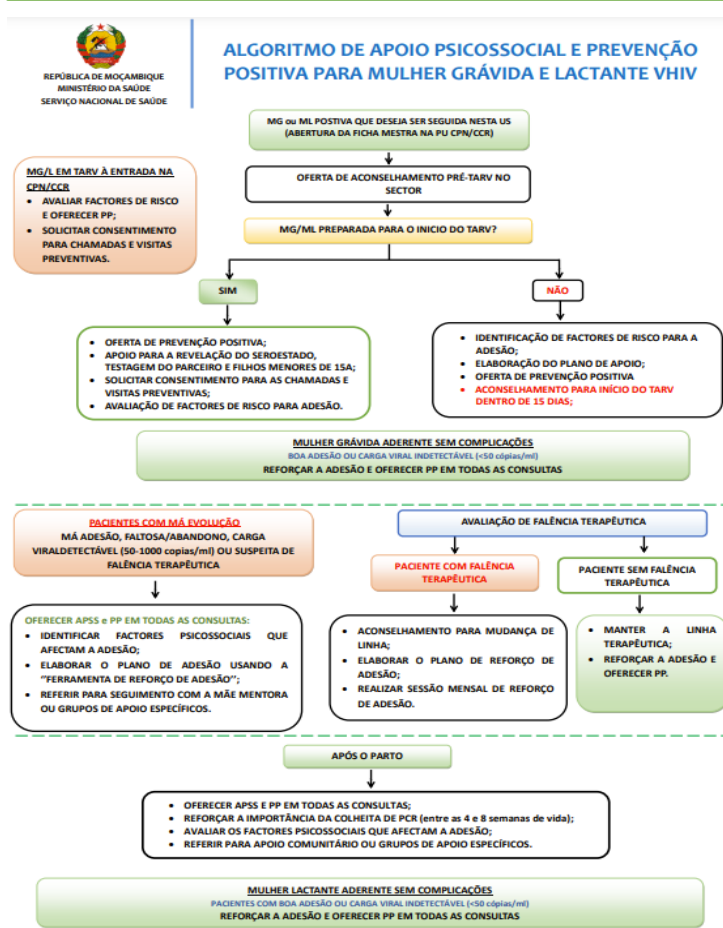 REPÚBLICA DE MOÇAMBIQUE
MINISTÉRIO DA SAÚDE
SERVIÇO NACIONAL DE SAÚDE
ALGORITMO DE APOIO PSICOSSOCIAL E PREVENÇÃO
POSITIVA PARA MULHER GRÁVIDA E LACTANTE VHIV
MG ou ML POSTIVA QUE DESEJA SER SEGUIDA NESTA US
(ABERTURA DA FICHA MESTRA NA PU CPN/CCR)
MG/L EM TARV À ENTRADA NA
CPN/CCR
• AVALIAR FACTORES DE RISCO
E OFERECER PP;
• SOLICITAR CONSENTIMENTO
PARA CHAMADAS E VISITAS
PREVENTIVAS.
OFERTA DE ACONSELHAMENTO PRÉ-TARV NO
SECTOR
MG/ML PREPARADA PARA O INICIO DO TARV?
SIM
NÃO
• OFERTA DE PREVENÇÃO POSITIVA;
• APOIO PARA A REVELAÇÃO DO SEROESTADO,
TESTAGEM DO PARCEIRO E FILHOS MENORES DE 15A;
• SOLICITAR CONSENTIMENTO PARA AS CHAMADAS E
VISITAS PREVENTIVAS;
• AVALIAÇÃO DE FACTORES DE RISCO PARA ADESÃO.
• IDENTIFICAÇÃO DE FACTORES DE RISCO PARA A
ADESÃO;
• ELABORAÇÃO DO PLANO DE APOIO;
• OFERTA DE PREVENÇÃO POSITIVA
• ACONSELHAMENTO PARA INÍCIO DO TARV
DENTRO DE 15 DIAS;
MULHER GRÁVIDA ADERENTE SEM COMPLICAÇÕES
BOA ADESÃO OU CARGA VIRAL INDETECTÁVEL (<50 cópias/ml)
REFORÇAR A ADESÃO E OFERECER PP EM TODAS AS CONSULTAS
PACIENTES COM MÁ EVOLUÇÃO
MÁ ADESÃO, FALTOSA/ABANDONO, CARGA
VIRALDETECTÁVEL (50-1000 copias/ml) OU SUSPEITA DE
FALÊNCIA TERAPÊUTICA
OFERECER APSS e PP EM TODAS AS CONSULTAS:
• IDENTIFICAR FACTORES PSICOSSOCIAIS QUE
AFECTAM A ADESÃO;
• ELABORAR O PLANO DE ADESÃO USANDO A
"FERRAMENTA DE REFORÇO DE ADESÃO";
• REFERIR PARA SEGUIMENTO COM A MÃE MENTORA
OU GRUPOS DE APOIO ESPECÍFICOS.
AVALIAÇÃO DE FALÊNCIA TERAPÊUTICA
PACIENTE COM FALÊNCIA
TERAPÊUTICA
PACIENTE SEM FALÊNCIA
TERAPÊUTICA
• ACONSELHAMENTO PARA MUDANÇA DE
LINHA;
• ELABORAR O PLANO DE REFORÇO DE
ADESÃO;
• REALIZAR SESSÃO MENSAL DE REFORÇO
DE ADESÃO.
• MANTER A LINHA
TERAPÊUTICA;
• REFORÇAR A ADESÃO E
OFERECER PP.
APÓS O PARTO
• OFERECER APSS E PP EM TODAS AS CONSULTAS;
• REFORÇAR A IMPORTÂNCIA DA COLHEITA DE PCR (entre as 4 e 8 semanas de vida);
• AVALIAR OS FACTORES PSICOSSOCIAIS QUE AFECTAM A ADESÃO;
• REFERIR PARA APOIO COMUNITÁRIO OU GRUPOS DE APOIO ESPECÍFICOS.
MULHER LACTANTE ADERENTE SEM COMPLICAÇÕES
PACIENTES COM BOA ADESÃO OU CARGA VIRAL INDETECTÁVEL (<50 cópias/ml)
REFORÇAR A ADESÃO E OFERECER PP EM TODAS AS CONSULTAS